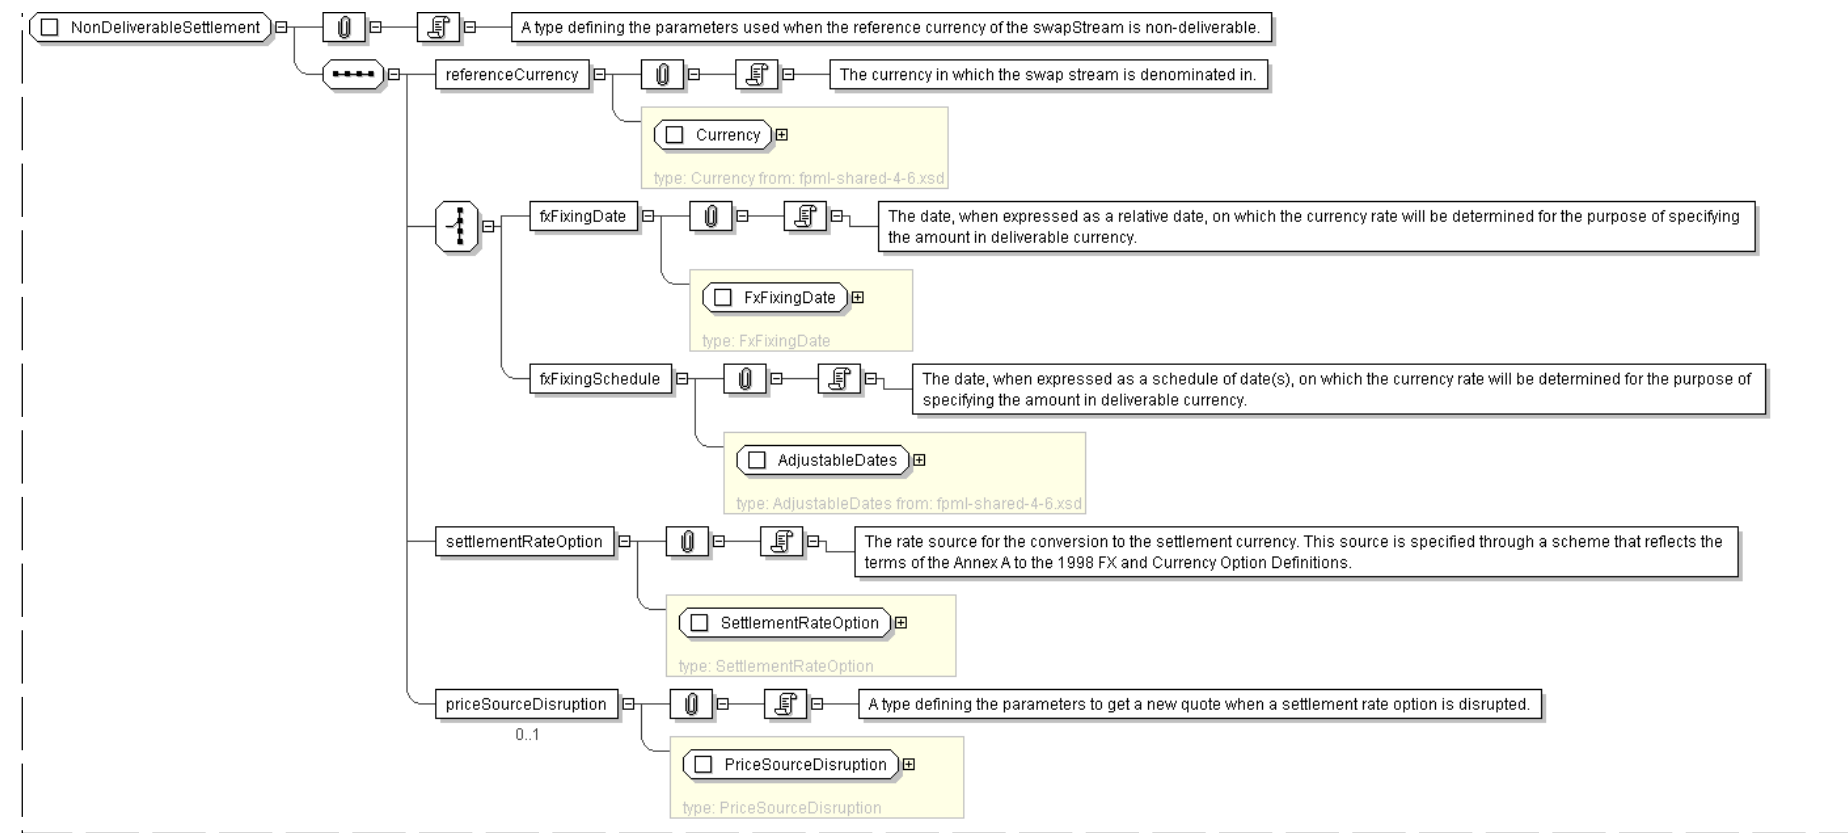 NonDeliverableSettlement
A type defining the parameters used when the reference currency of the swapStream is non-deliverable.
referenceCurrency
The currency in which the swap stream is denominated in.
Currency
type: Currency from: fpml-shared-4-6.xsd
fxFixingDate
The date, when expressed as a relative date, on which the currency rate will be determined for the purpose of specifying
the amount in deliverable currency.
FxFixingDate
type: FxFixingDate
fxFixingSchedule
The date, when expressed as a schedule of date(s), on which the currency rate will be determined for the purpose of
specifying the amount in deliverable currency.
AdjustableDates
type: AdjustableDates from: fpml-shared-4-6.xsd
settlementRateOption
The rate source for the conversion to the settlement currency. This source is specified through a scheme that reflects the
terms of the Annex A to the 1998 FX and Currency Option Definitions.
SettlementRateOption
type: SettlementRateOption
priceSourceDisruption
A type defining the parameters to get a new quote when a settlement rate option is disrupted.
0..1
PriceSourceDisruption
type: PriceSourceDisruption